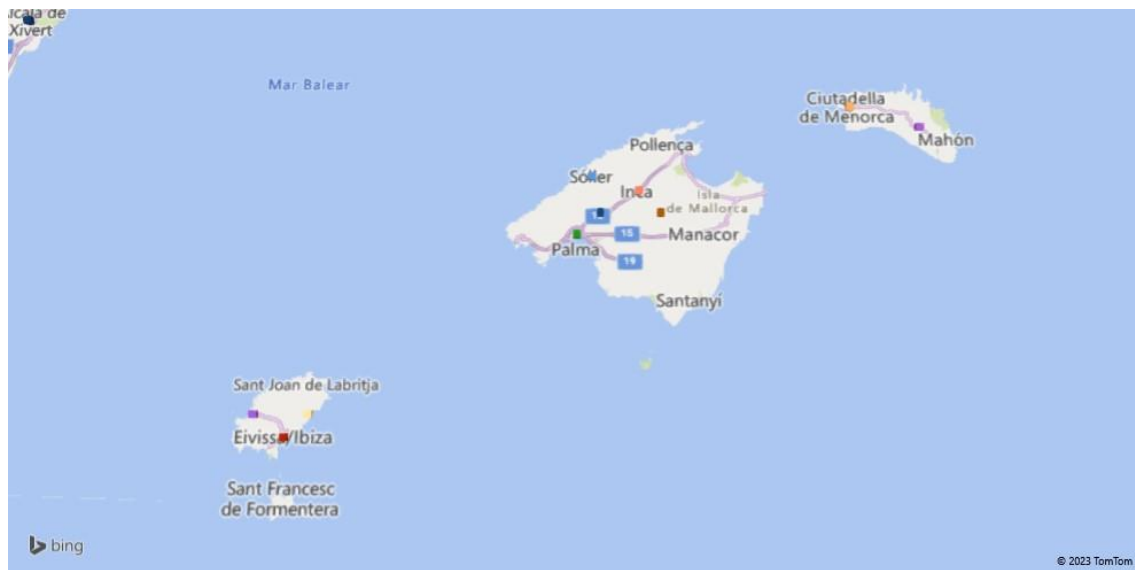 Xivert
Mar Balear
Ciutadella
de Menorca
Mahón
Pollença
Sóller
Inca
Isla
de Mallorca
15
Manacor
Palma
19
Santanyí
Sant Joan de Labritja
Eivissa/Ibiza
Sant Francesc
de Formentera
bing
© 2023 TomTom